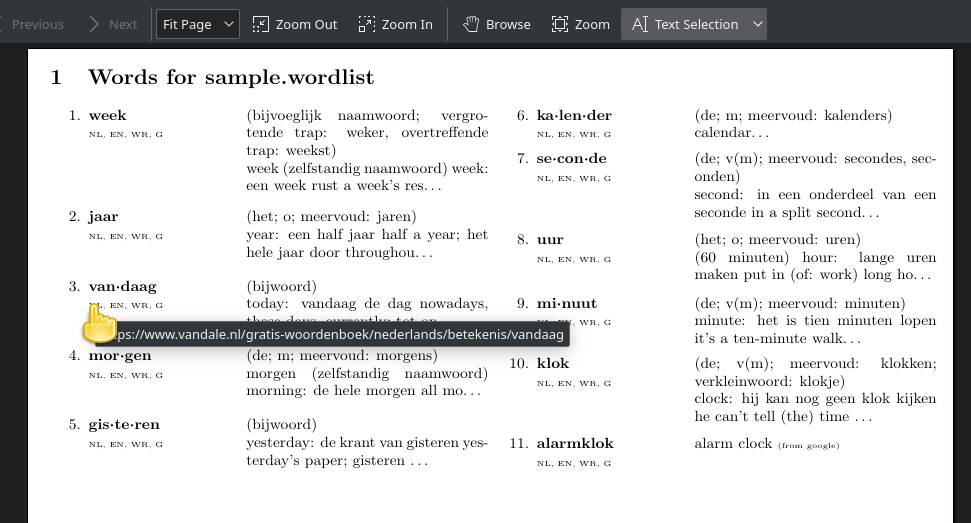 Previous
Next
Fit Page
Zoom Out
Zoom In
Browse
Zoom
Text Selection
1 Words for sample.wordlist
1. week
NL, EN, WR, G
(bijvoeglijk naamwoord; vergro-
tende trap: weker, overtreffende
trap: weekst)
week (zelfstandig naamwoord) week:
een week rust a week's res...
2. jaar
NL, EN, WR, G
(het; o; meervoud: jaren)
year: een half jaar half a year; het
hele jaar door throughou...
3. van·daag
NL, EN, WR, G
(bijwoord)
today: vandaag de dag nowadays,
ps://www.vandale.nl/gratis-woordenboek/nederlands/betekenis/vandaag
4. mor·gen
NL, EN, WR, G
(de; m; meervoud: morgens)
morgen (zelfstandig naamwoord)
morning: de hele morgen all mo...
5. gis·te·ren
NL, EN, WR, G
(bijwoord)
yesterday: de krant van gisteren yes-
terday's paper; gisteren ...
6. ka·len·der
NL, EN, WR, G
(de; m; meervoud: kalenders)
calendar...
7. se·con·de
NL, EN, WR, G
(de; v(m); meervoud: secondes, sec-
onden)
second: in een onderdeel van een
seconde in a split second...
8. uur
NL, EN, WR, G
(het; o; meervoud: uren)
(60 minuten) hour: lange uren
maken put in (of: work) long ho...
9. mi·nuut
NL, EN, WR, G
(de; v(m); meervoud: minuten)
minute: het is tien minuten lopen
it's a ten-minute walk...
10. klok
NL, EN, WR, G
(de; v(m); meervoud: klokken;
verkleinwoord: klokje)
clock: hij kan nog geen klok kijken
he can't tell (the) time ...
11. alarmklok
NL, EN, WR, G
alarm clock (from google)